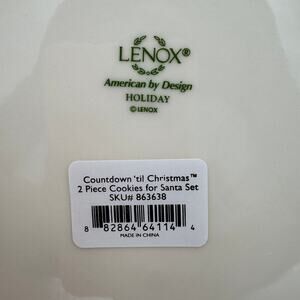 LENOX®
American by Design
HOLIDAY
© LENOX
Countdown 'til Christmas™
2 Piece Cookies for Santa Set
SKU# 863638
8 82864 64114 4
MADE IN CHINA